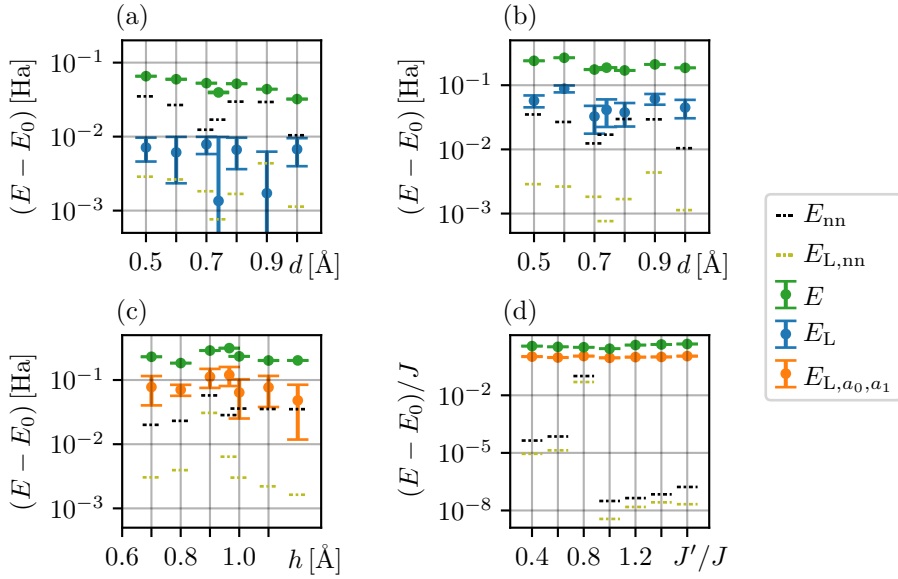 (a)
(E − E₀) [Ha]
10⁻¹
10⁻²
10⁻³
0.5
0.7
0.9
d [Å]
(b)
(E − E₀) [Ha]
10⁻¹
10⁻²
10⁻³
0.5
0.7
0.9
d [Å]
(c)
(E − E₀) [Ha]
10⁻¹
10⁻²
10⁻³
0.6
0.8
1.0
h [Å]
(d)
(E − E₀)/J
10⁻²
10⁻⁵
10⁻⁸
0.4
0.8
1.2
J′/J
E_nn
E_L,nn
E
E_L
E_L,a₀,a₁